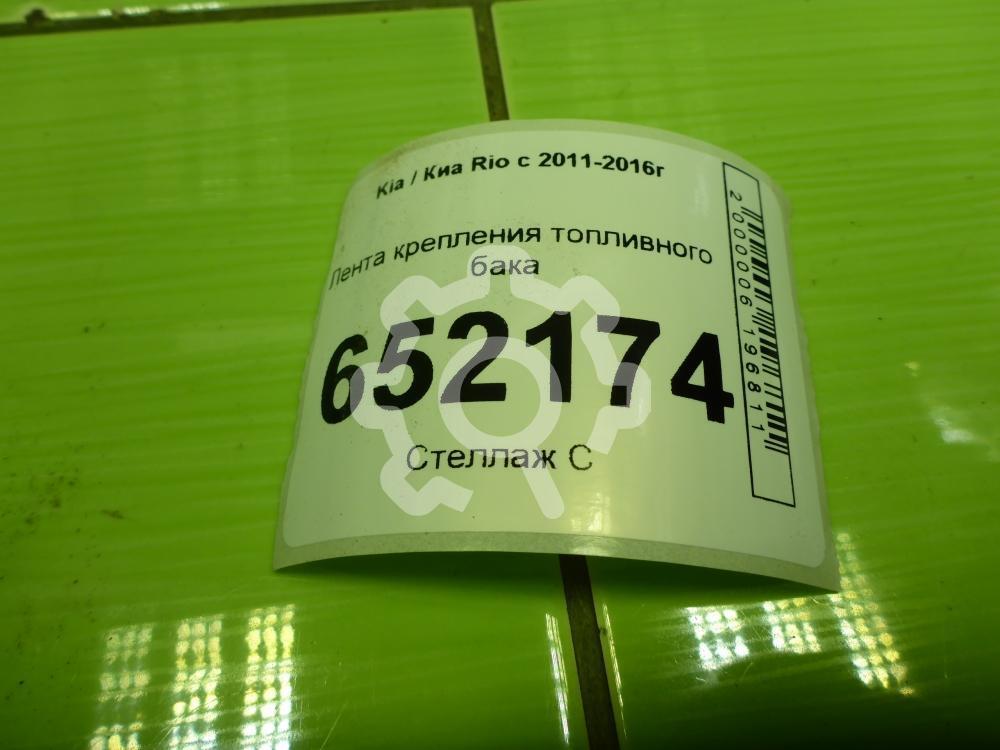 Kia / Киа Rio с 2011-2016г
Лента крепления топливного
бака
652174
Стеллаж С
2000006196811